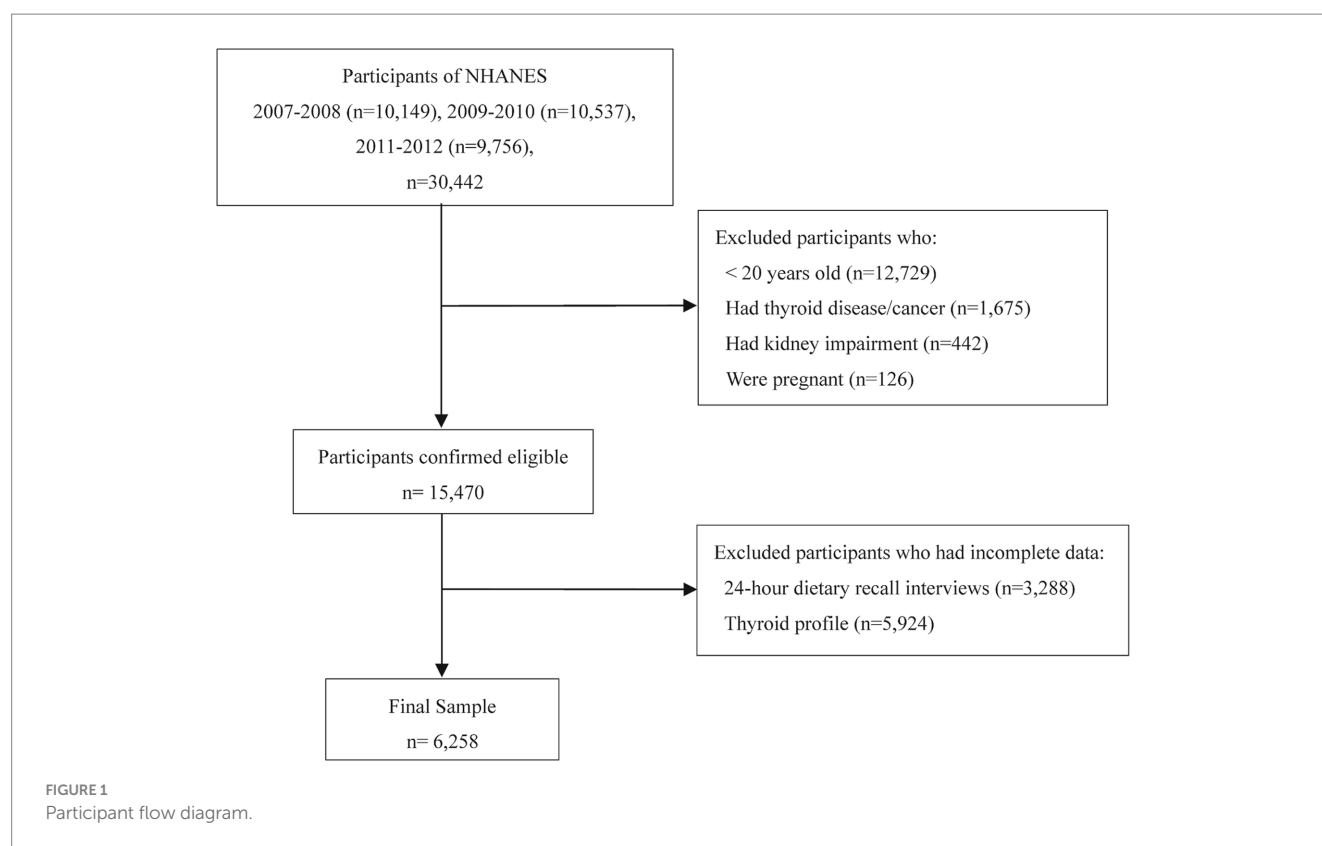 Participants of NHANES
2007-2008 (n=10,149), 2009-2010 (n=10,537),
2011-2012 (n=9,756),
n=30,442
Excluded participants who:
< 20 years old (n=12,729)
Had thyroid disease/cancer (n=1,675)
Had kidney impairment (n=442)
Were pregnant (n=126)
Participants confirmed eligible
n= 15,470
Excluded participants who had incomplete data:
24-hour dietary recall interviews (n=3,288)
Thyroid profile (n=5,924)
Final Sample
n= 6,258
FIGURE 1
Participant flow diagram.